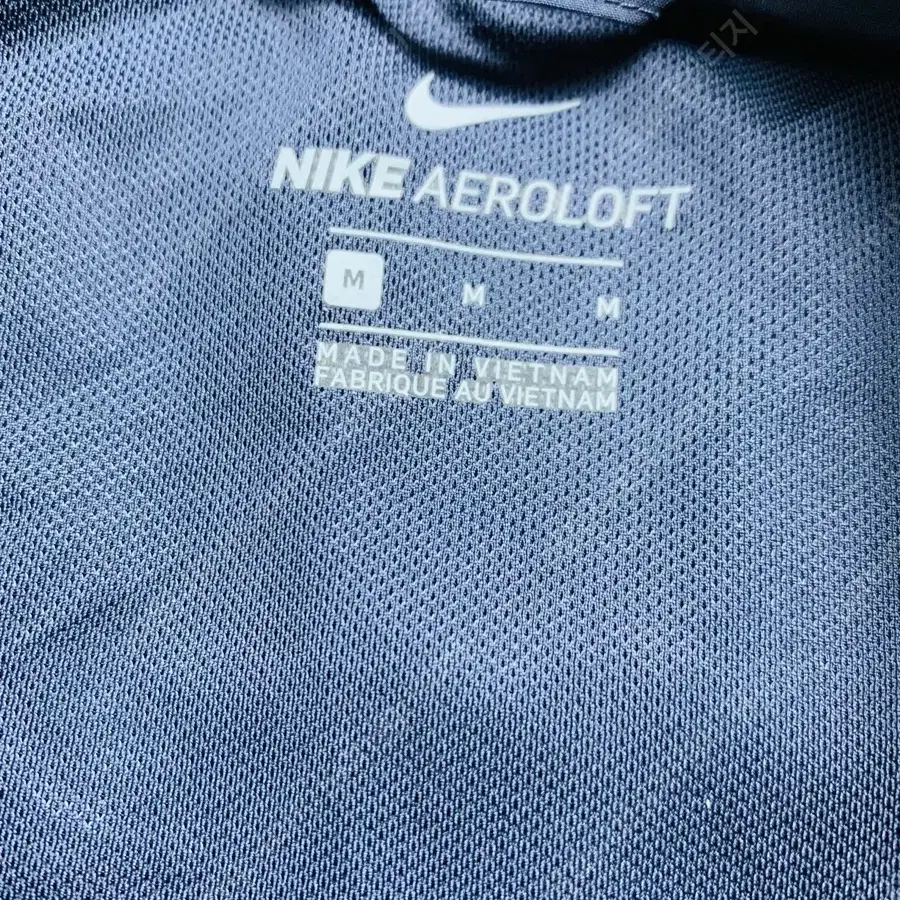 NIKE AEROLOFT
M M M
MADE IN VIETNAM
FABRIQUE AU VIETNAM